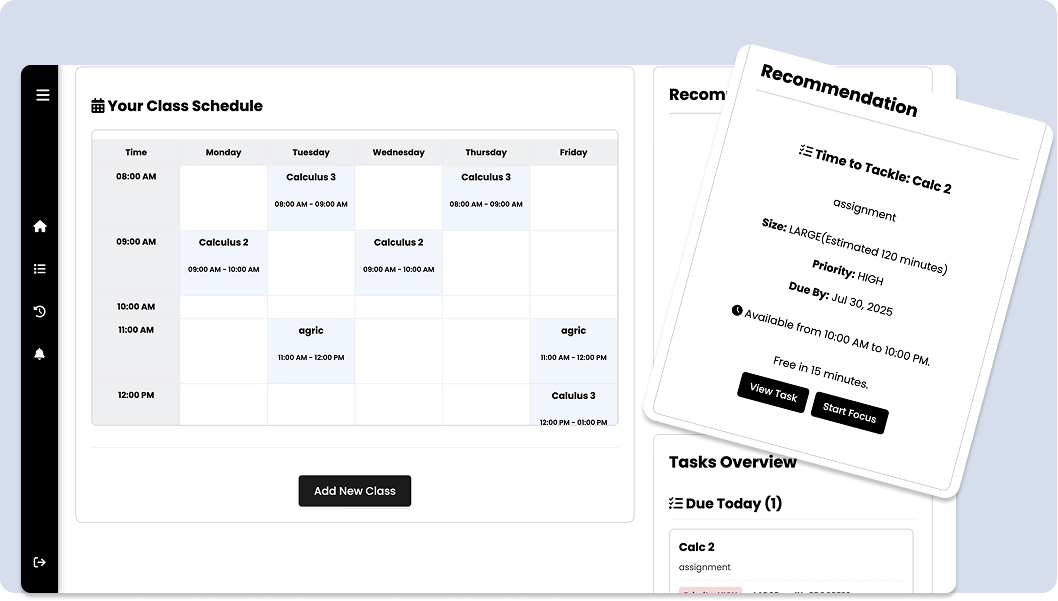 Your Class Schedule
Time Monday Tuesday Wednesday Thursday Friday
08:00 AM
Calculus 3 Calculus 3
08:00 AM - 09:00 AM 08:00 AM - 09:00 AM
09:00 AM
Calculus 2 Calculus 2
09:00 AM - 10:00 AM 09:00 AM - 10:00 AM
10:00 AM
11:00 AM
agric agric
11:00 AM - 12:00 PM 11:00 AM - 12:00 PM
12:00 PM
Calulus 3
12:00 PM - 01:00 PM
Add New Class
Recom
Recommendation
Time to Tackle: Calc 2
assignment
Size: LARGE(Estimated 120 minutes)
Priority: HIGH
Due By: Jul 30, 2025
Available from 10:00 AM to 10:00 PM.
Free in 15 minutes.
View Task Start Focus
Tasks Overview
Due Today (1)
Calc 2
assignment